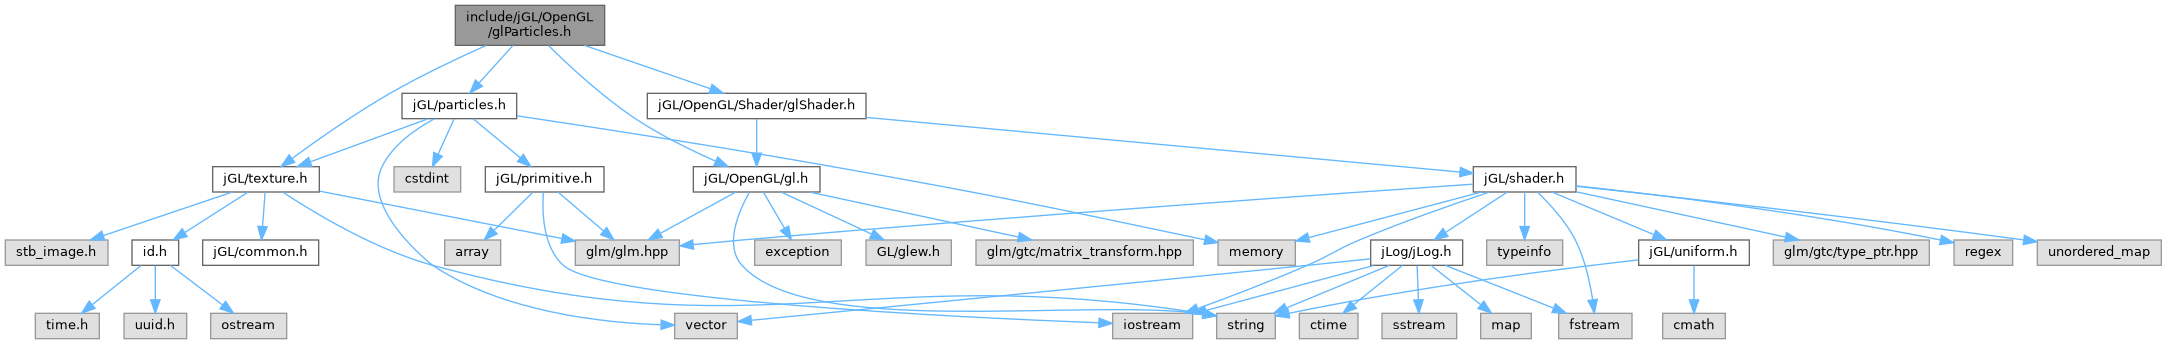 include/jGL/OpenGL
/glParticles.h
jGL/particles.h
jGL/OpenGL/Shader/glShader.h
jGL/texture.h
cstdint
jGL/primitive.h
jGL/OpenGL/gl.h
jGL/shader.h
stb_image.h
id.h
jGL/common.h
array
glm/glm.hpp
exception
GL/glew.h
glm/gtc/matrix_transform.hpp
memory
jLog/jLog.h
typeinfo
jGL/uniform.h
glm/gtc/type_ptr.hpp
regex
unordered_map
time.h
uuid.h
ostream
vector
iostream
string
ctime
sstream
map
fstream
cmath